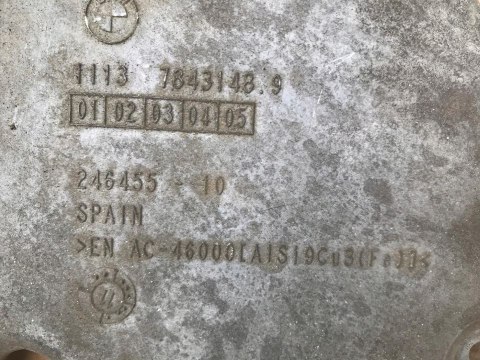 1113 7843148.9
01 02 03 04 05
246455 - 10
SPAIN
>EN AC-46000[AlSi9Cu3(Fe)]<